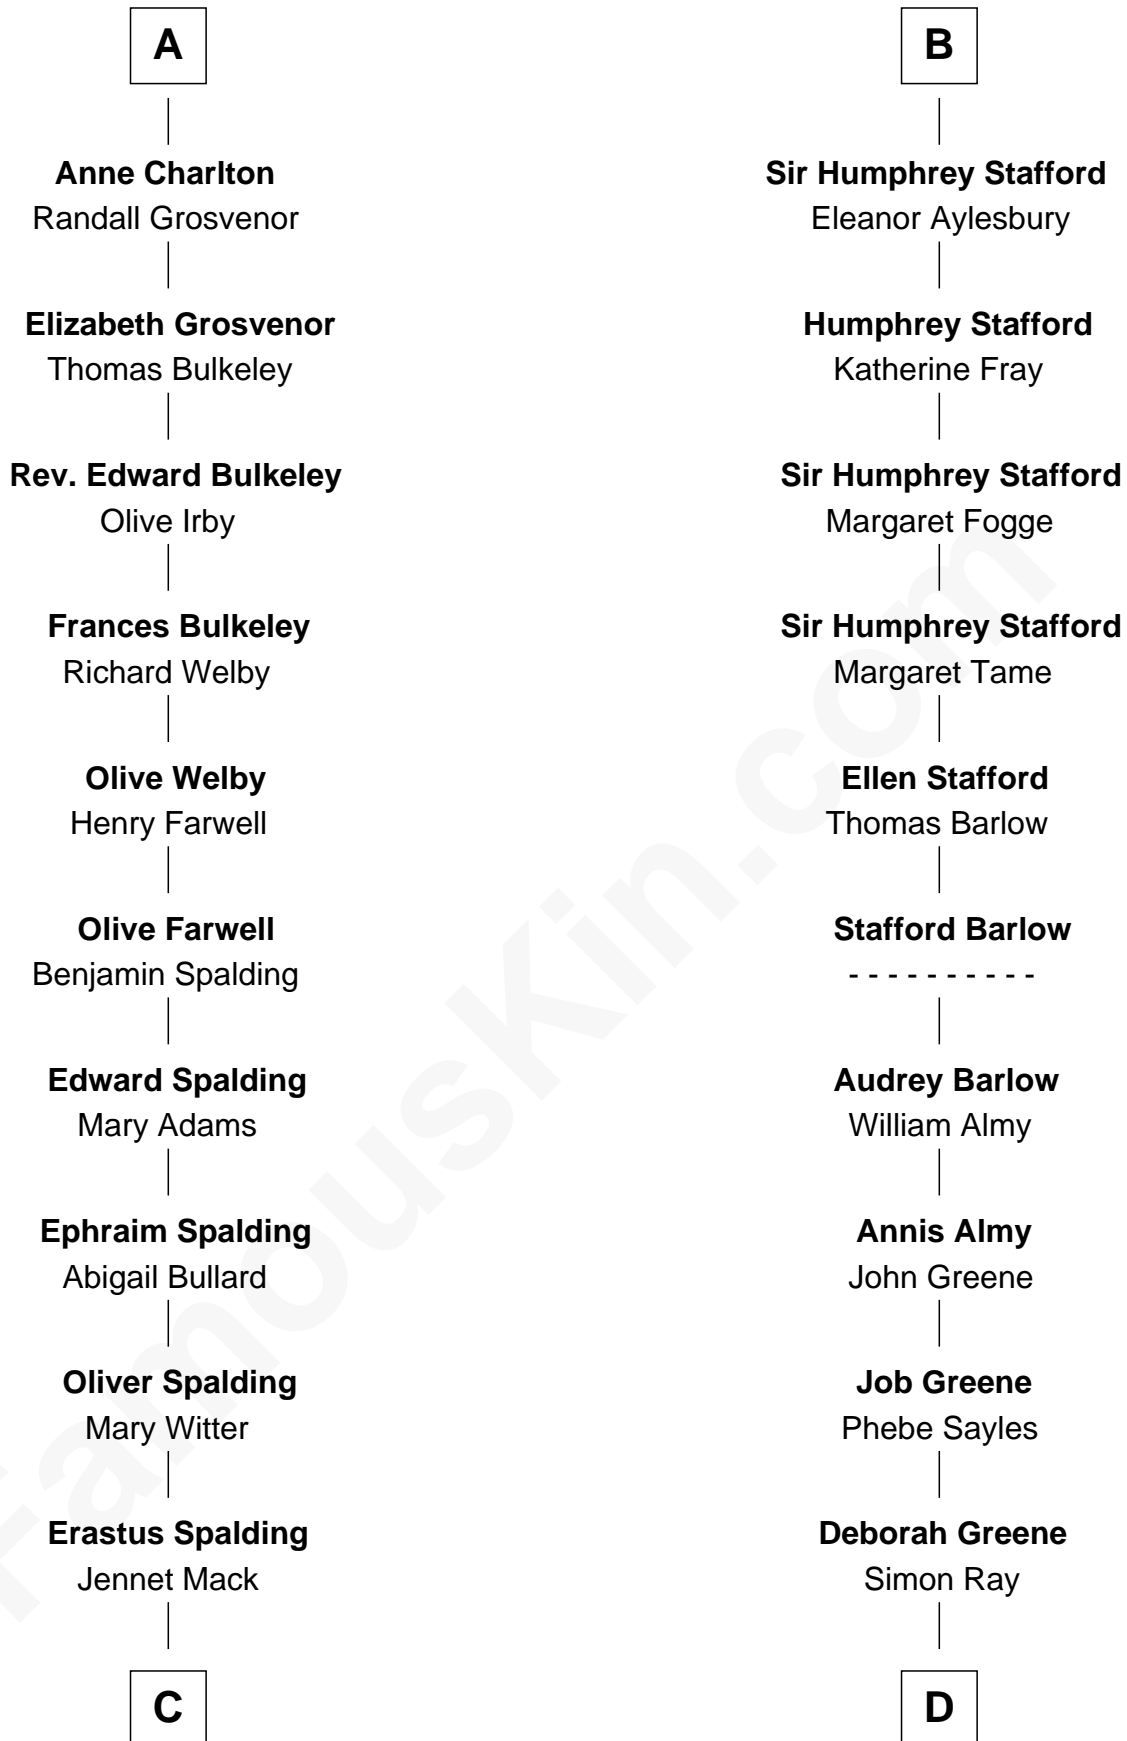 A
Anne Charlton
Randall Grosvenor
Elizabeth Grosvenor
Thomas Bulkeley
Rev. Edward Bulkeley
Olive Irby
Frances Bulkeley
Richard Welby
Olive Welby
Henry Farwell
Olive Farwell
Benjamin Spalding
Edward Spalding
Mary Adams
Ephraim Spalding
Abigail Bullard
Oliver Spalding
Mary Witter
Erastus Spalding
Jennet Mack
C
B
Sir Humphrey Stafford
Eleanor Aylesbury
Humphrey Stafford
Katherine Fray
Sir Humphrey Stafford
Margaret Fogge
Sir Humphrey Stafford
Margaret Tame
Ellen Stafford
Thomas Barlow
Stafford Barlow
- - - - - - - - - -
Audrey Barlow
William Almy
Annis Almy
John Greene
Job Greene
Phebe Sayles
Deborah Greene
Simon Ray
D
FamousKin.com